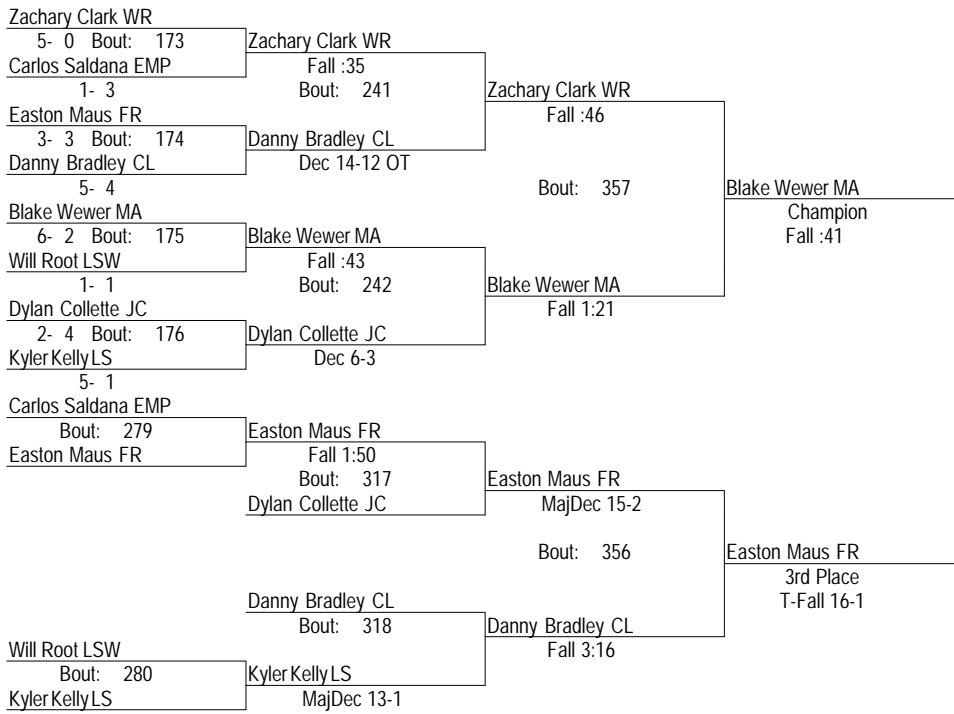 Zachary Clark WR
5- 0 Bout: 173
Zachary Clark WR
Carlos Saldana EMP
Fall :35
1- 3
Bout: 241
Zachary Clark WR
Easton Maus FR
Fall :46
3- 3 Bout: 174
Danny Bradley CL
Danny Bradley CL
Dec 14-12 OT
5- 4
Bout: 357
Blake Wewer MA
Blake Wewer MA
Champion
6- 2 Bout: 175
Blake Wewer MA
Fall :41
Will Root LSW
Fall :43
1- 1
Bout: 242
Blake Wewer MA
Dylan Collette JC
Fall 1:21
2- 4 Bout: 176
Dylan Collette JC
Kyler Kelly LS
Dec 6-3
5- 1
Carlos Saldana EMP
Bout: 279
Easton Maus FR
Easton Maus FR
Fall 1:50
Bout: 317
Easton Maus FR
Dylan Collette JC
MajDec 15-2
Bout: 356
Easton Maus FR
3rd Place
Danny Bradley CL
T-Fall 16-1
Bout: 318
Danny Bradley CL
Will Root LSW
Fall 3:16
Bout: 280
Kyler Kelly LS
Kyler Kelly LS
MajDec 13-1